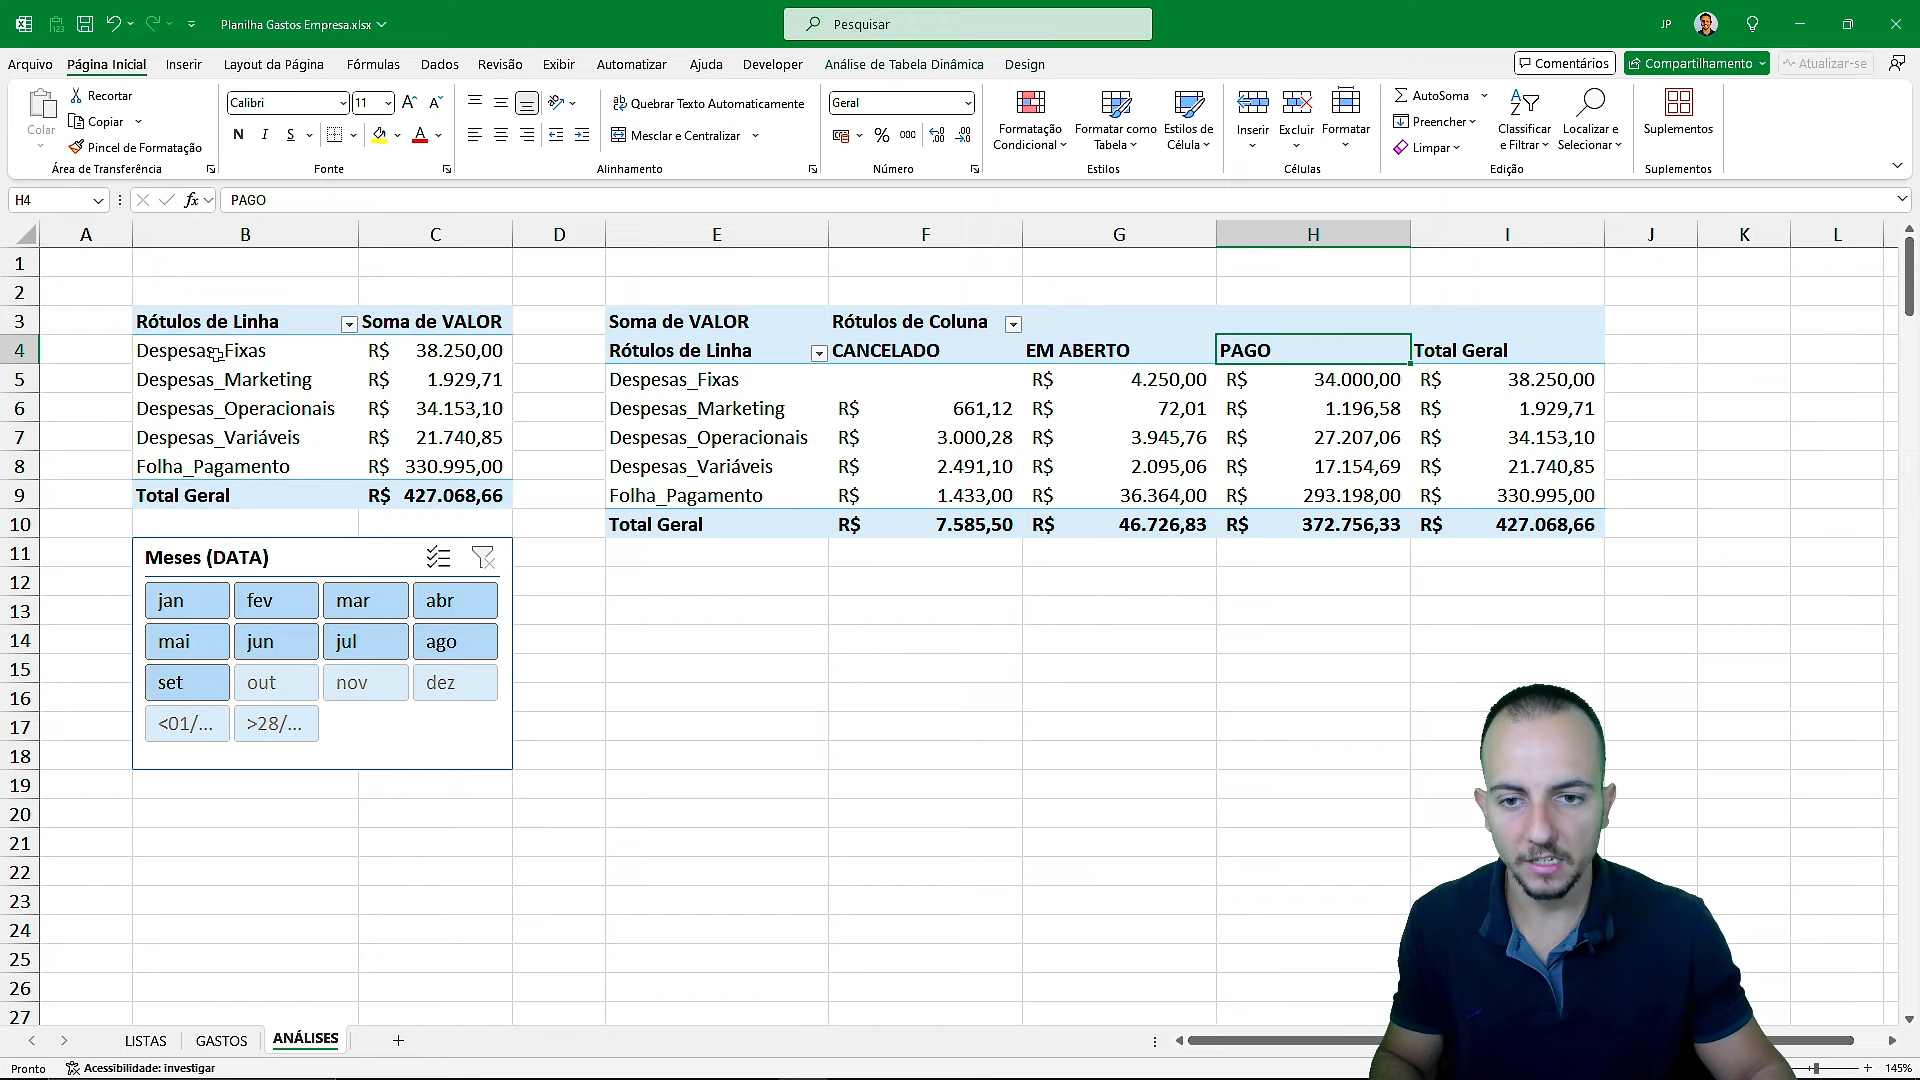 Planilha Gastos Empresa.xlsx
Pesquisar
JP
Arquivo
Página Inicial
Inserir
Layout da Página
Fórmulas
Dados
Revisão
Exibir
Automatizar
Ajuda
Developer
Análise de Tabela Dinâmica
Design
Comentários
Compartilhamento
Atualizar-se
Colar
Recortar
Copiar
Pincel de Formatação
Área de Transferência
Calibri
11
N I S
Fonte
Quebrar Texto Automaticamente
Mesclar e Centralizar
Alinhamento
Geral
% 000
Número
Formatação Condicional
Formatar como Tabela
Estilos de Célula
Estilos
Inserir
Excluir
Formatar
Células
AutoSoma
Preencher
Limpar
Classificar e Filtrar
Localizar e Selecionar
Edição
Suplementos
Suplementos
H4
fx
PAGO
A B C D E F G H I J K L
1
2
3 Rótulos de Linha Soma de VALOR Soma de VALOR Rótulos de Coluna
4 Despesas_Fixas R$ 38.250,00 Rótulos de Linha CANCELADO EM ABERTO PAGO Total Geral
5 Despesas_Marketing R$ 1.929,71 Despesas_Fixas R$ 4.250,00 R$ 34.000,00 R$ 38.250,00
6 Despesas_Operacionais R$ 34.153,10 Despesas_Marketing R$ 661,12 R$ 72,01 R$ 1.196,58 R$ 1.929,71
7 Despesas_Variáveis R$ 21.740,85 Despesas_Operacionais R$ 3.000,28 R$ 3.945,76 R$ 27.207,06 R$ 34.153,10
8 Folha_Pagamento R$ 330.995,00 Despesas_Variáveis R$ 2.491,10 R$ 2.095,06 R$ 17.154,69 R$ 21.740,85
9 Total Geral R$ 427.068,66 Folha_Pagamento R$ 1.433,00 R$ 36.364,00 R$ 293.198,00 R$ 330.995,00
10 Total Geral R$ 7.585,50 R$ 46.726,83 R$ 372.756,33 R$ 427.068,66
11 Meses (DATA)
12
13 jan fev mar abr
14 mai jun jul ago
15
16 set out nov dez
17 <01/... >28/...
18
19
20
21
22
23
24
25
26
27
LISTAS
GASTOS
ANÁLISES
Pronto
Acessibilidade: investigar
145%